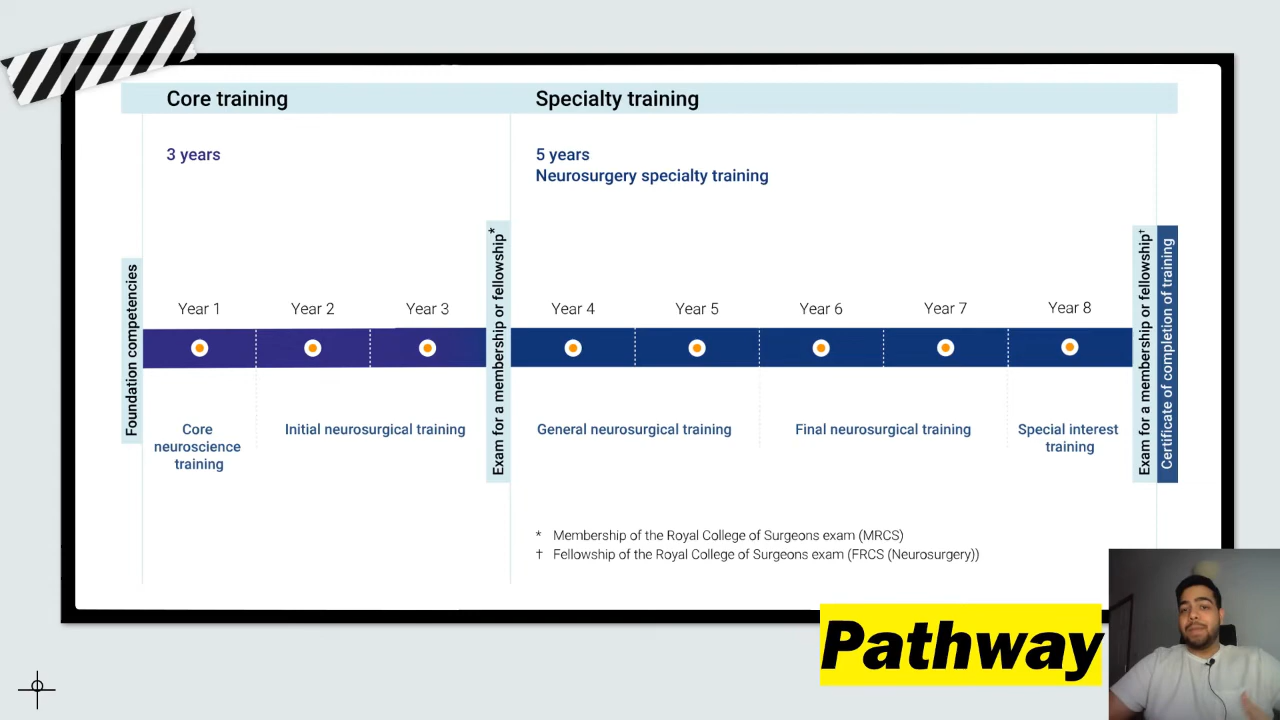 Core training
Specialty training
3 years
5 years
Neurosurgery specialty training
Foundation competencies
Year 1
Year 2
Year 3
Exam for a membership or fellowship*
Year 4
Year 5
Year 6
Year 7
Year 8
Exam for a membership or fellowship†
Certificate of completion of training
Core
neuroscience
training
Initial neurosurgical training
General neurosurgical training
Final neurosurgical training
Special interest
training
* Membership of the Royal College of Surgeons exam (MRCS)
† Fellowship of the Royal College of Surgeons exam (FRCS (Neurosurgery))
Pathway